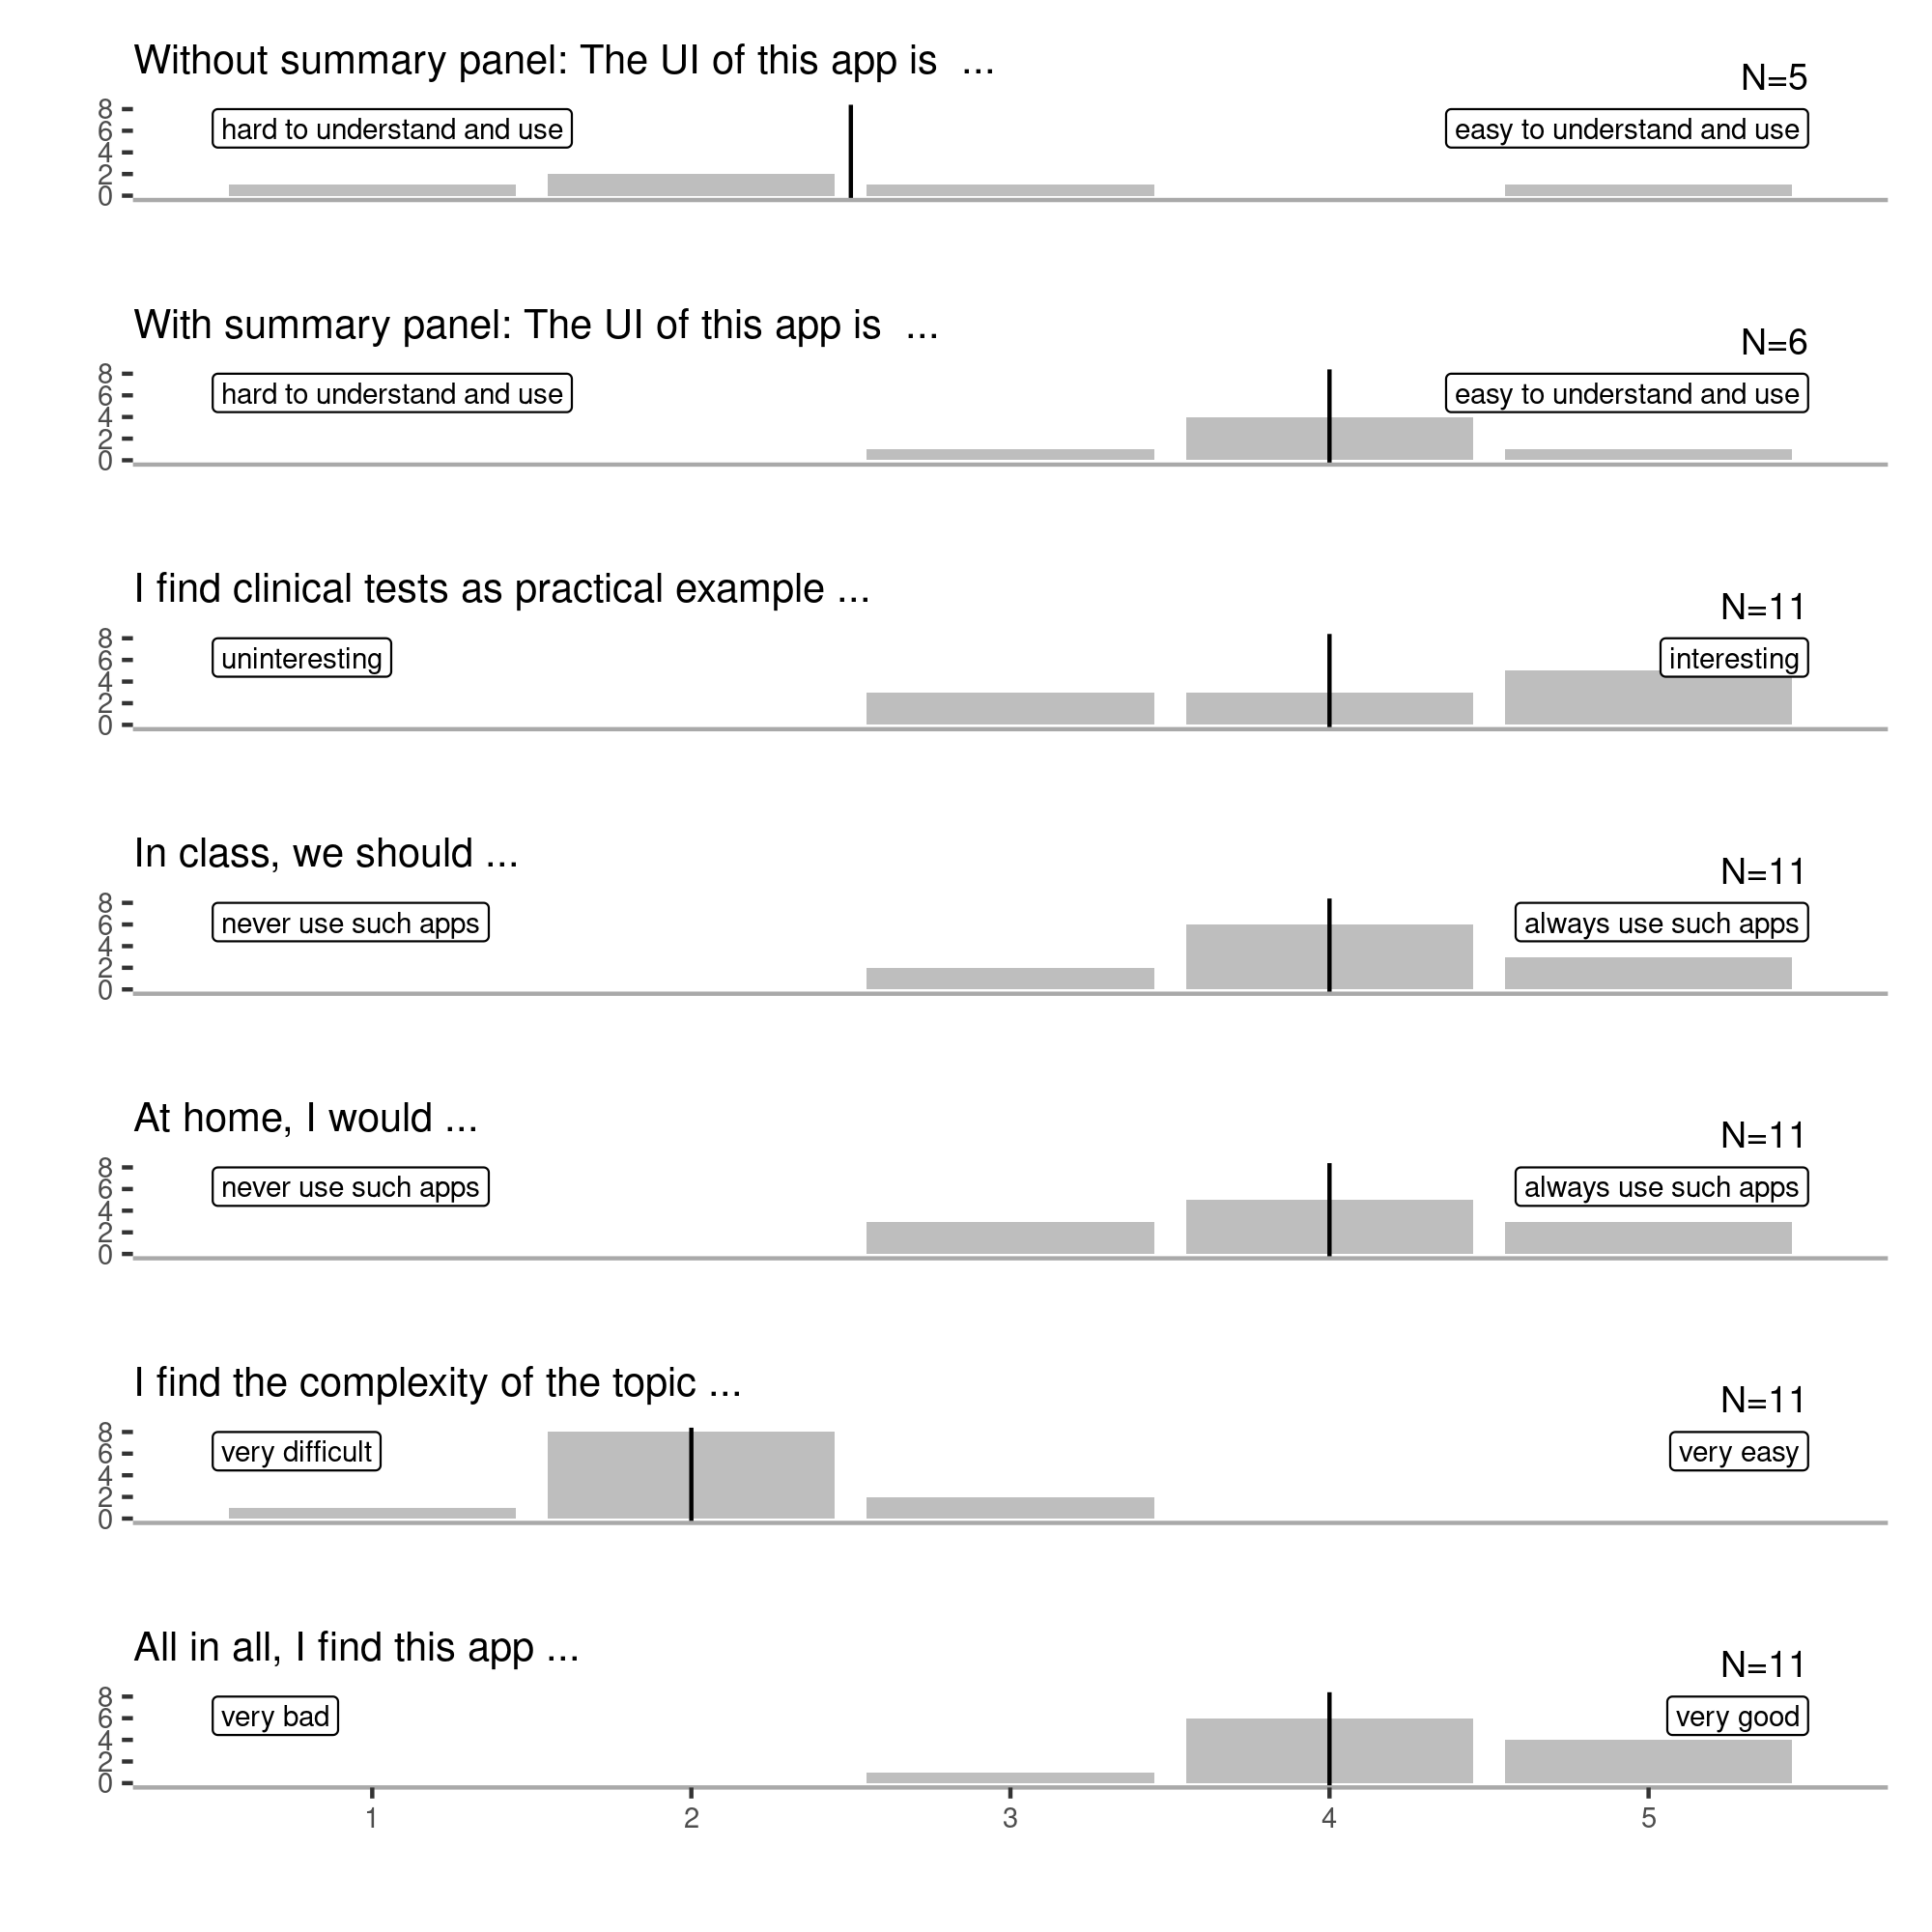 Without summary panel: The UI of this app is  ...
N=5
8
6
4
2
0
hard to understand and use
easy to understand and use
With summary panel: The UI of this app is  ...
N=6
8
6
4
2
0
hard to understand and use
easy to understand and use
I find clinical tests as practical example ...
N=11
8
6
4
2
0
uninteresting
interesting
In class, we should ...
N=11
8
6
4
2
0
never use such apps
always use such apps
At home, I would ...
N=11
8
6
4
2
0
never use such apps
always use such apps
I find the complexity of the topic ...
N=11
8
6
4
2
0
very difficult
very easy
All in all, I find this app ...
N=11
8
6
4
2
0
very bad
very good
1 2 3 4 5